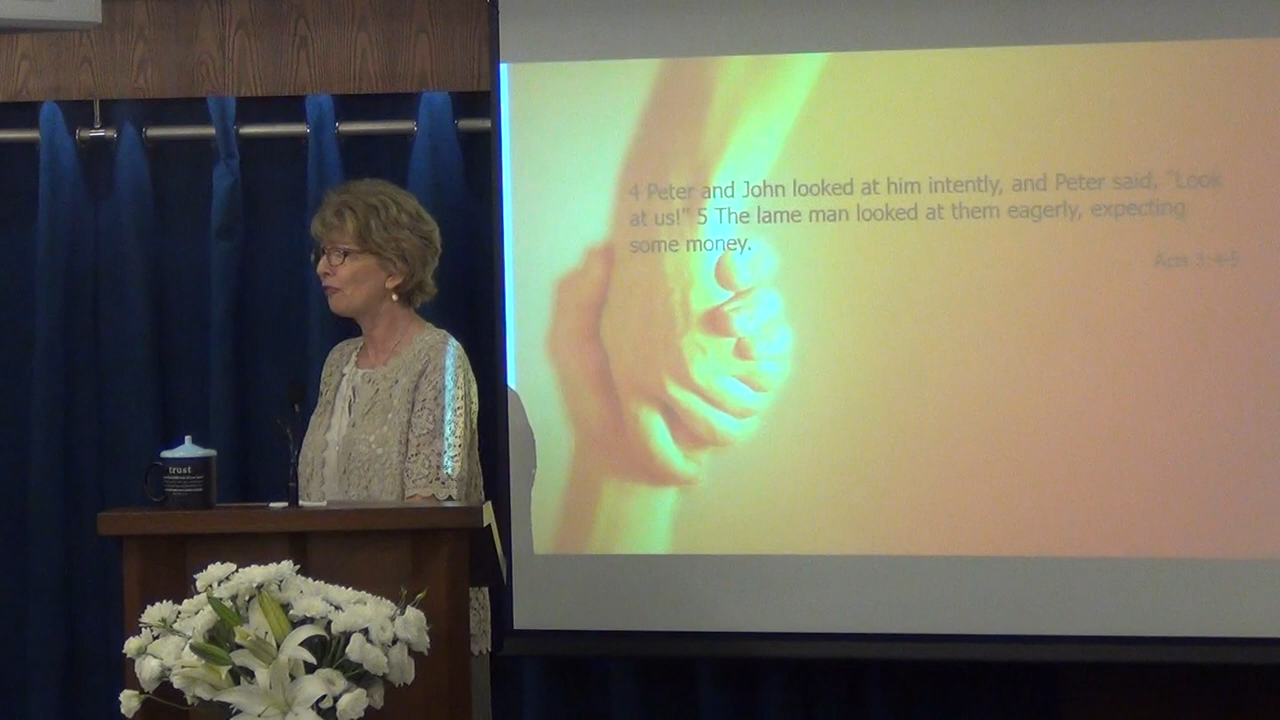 4 Peter and John looked at him intently, and Peter said, "Look
at us!" 5 The lame man looked at them eagerly, expecting
some money.
Acts 3:4-5
trust